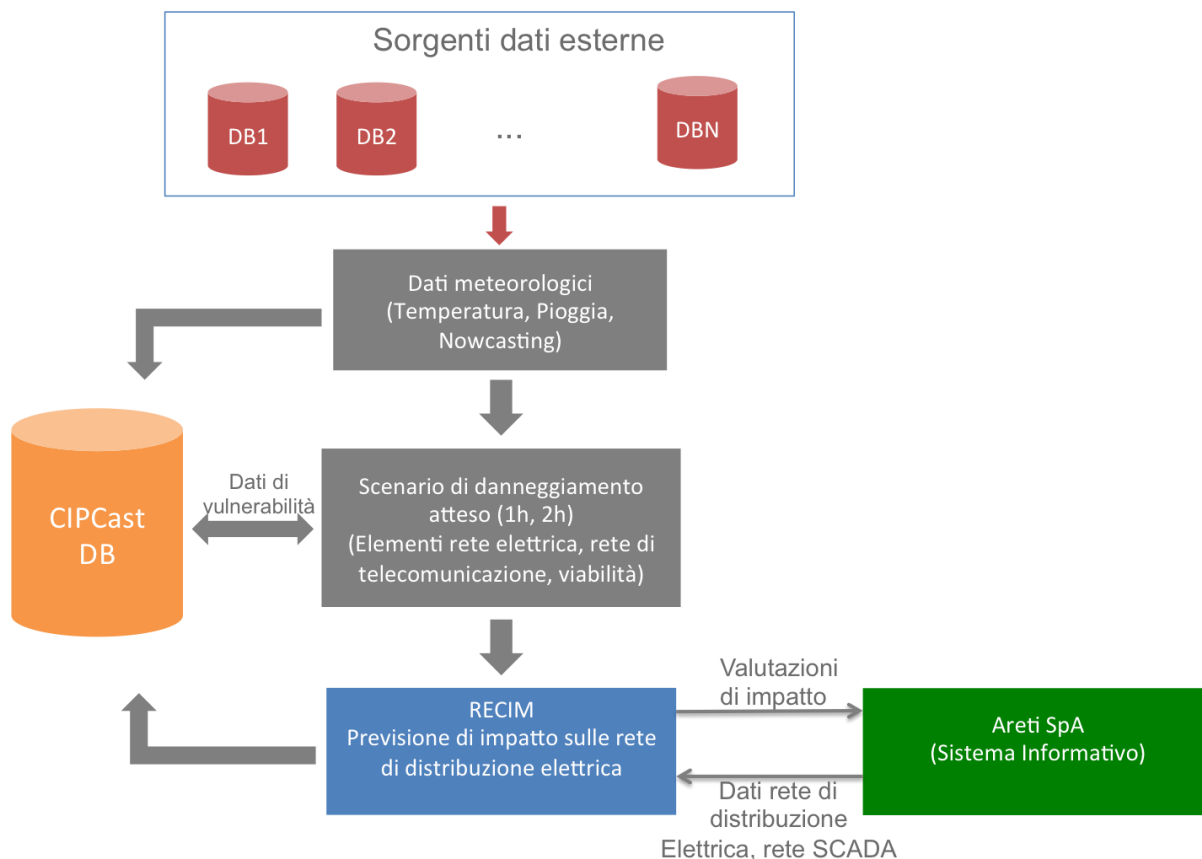 Sorgenti dati esterne
DB1
DB2
...
DBN
Dati meteorologici
(Temperatura, Pioggia,
Nowcasting)
Dati di
vulnerabilità
CIPCast
DB
Scenario di danneggiamento
atteso (1h, 2h)
(Elementi rete elettrica, rete di
telecomunicazione, viabilità)
RECIM
Previsione di impatto sulle rete
di distribuzione elettrica
Valutazioni
di impatto
Areti SpA
(Sistema Informativo)
Dati rete di
distribuzione
Elettrica, rete SCADA